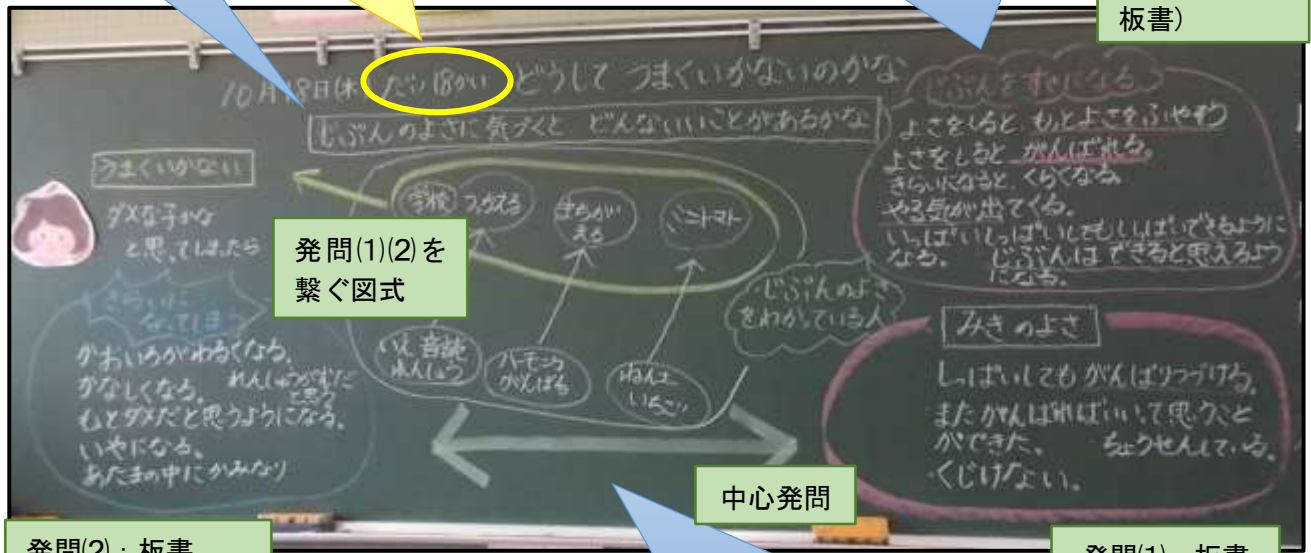 板書)
10月18日(木) だい18かい どうして うまくいかないのかな
じぶんのよさに気づくと どんないいことがあるかな
じぶんをすきになる
よさをしると もっとよさをふやそう
よさをしると がんばれる。
きらいになると、くらくなる。
やる気が出てくる。
いっぱいしっぱいしてもしっぱいできるように
なる。 じぶんはできると思えるよう
になる。
うまくいかない
ダメな子かな
と思ってしまったら
学校 つっかえる
まちがい
える
ミニトマト
発問⑴⑵を
繋ぐ図式
きらいに
なってしまう
かおいろがわるくなる。
かなしくなる。 れんしゅうがむだ
と思う
もとダメだと思うようになる。
いやになる。
あたまの中にかみなり
いえ 音読
れんしゅう
ハーモニカ
がんばる
ねん土
いちご
じぶんのよさ
をわかっている人
みきのよさ
しっぱいしても がんばりつづける。
またがんばればいいって思うこと
ができた。 ちょうせんしている。
くじけない。
中心発問
発問⑵:板書
発問⑴ 板書